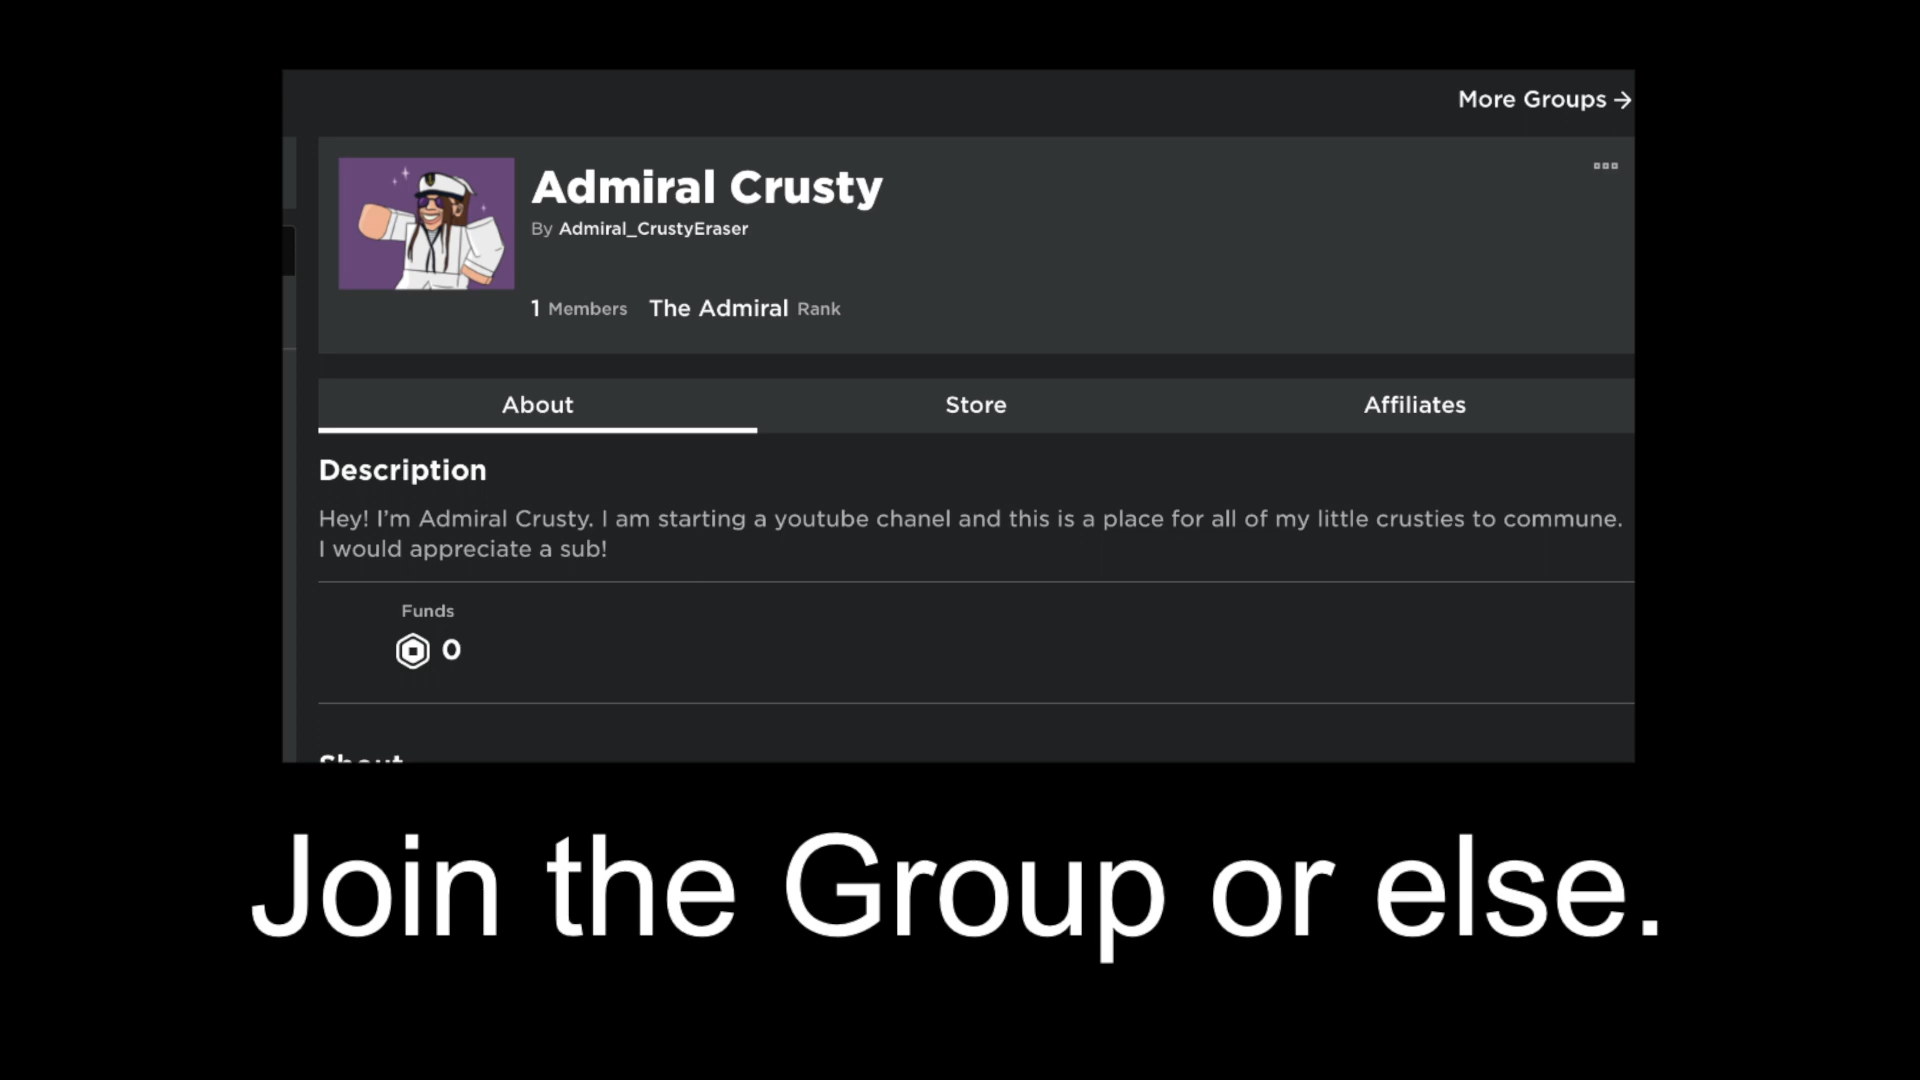 More Groups
Admiral Crusty
By Admiral_CrustyEraser
1 Members The Admiral Rank
About Store Affiliates
Description
Hey! I'm Admiral Crusty. I am starting a youtube chanel and this is a place for all of my little crusties to commune.
I would appreciate a sub!
Funds
0
Shout
Join the Group or else.